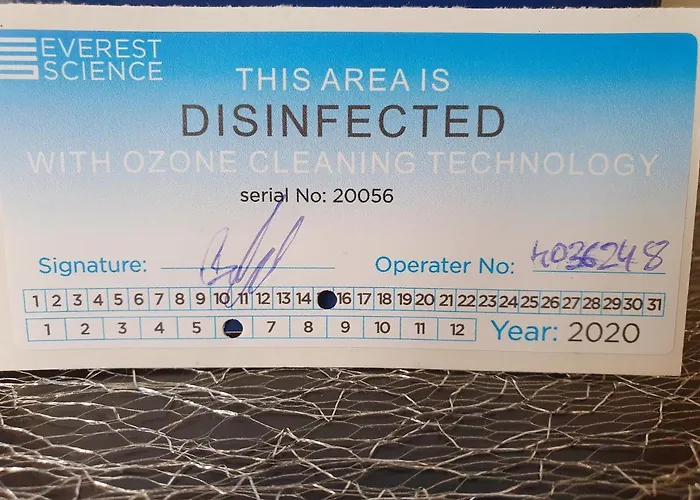 EVEREST
SCIENCE
THIS AREA IS
DISINFECTED
WITH OZONE CLEANING TECHNOLOGY
serial No: 20056
Signature:
Operator No: 4036248
1 2 3 4 5 6 7 8 9 10 11 12 13 14 16 17 18 19 20 21 22 23 24 25 26 27 28 29 30 31
1 2 3 4 5 7 8 9 10 11 12 Year: 2020